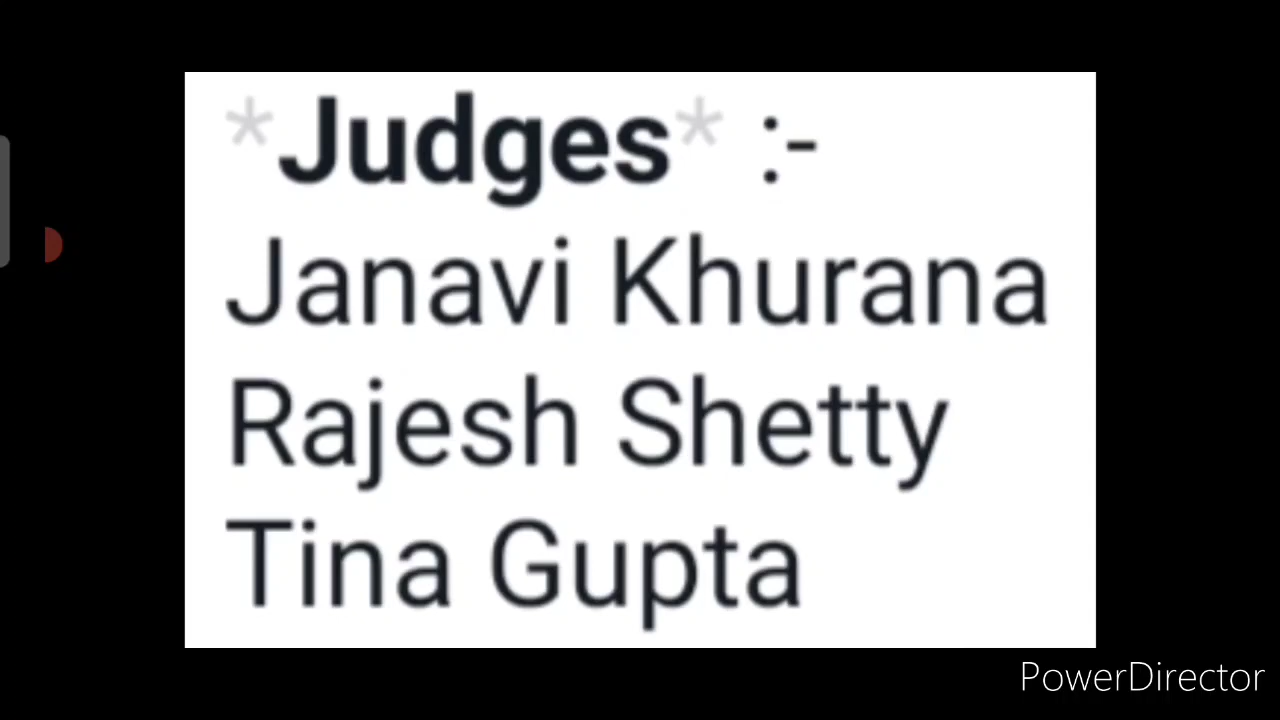 *Judges* :-
Janavi Khurana
Rajesh Shetty
Tina Gupta
PowerDirector